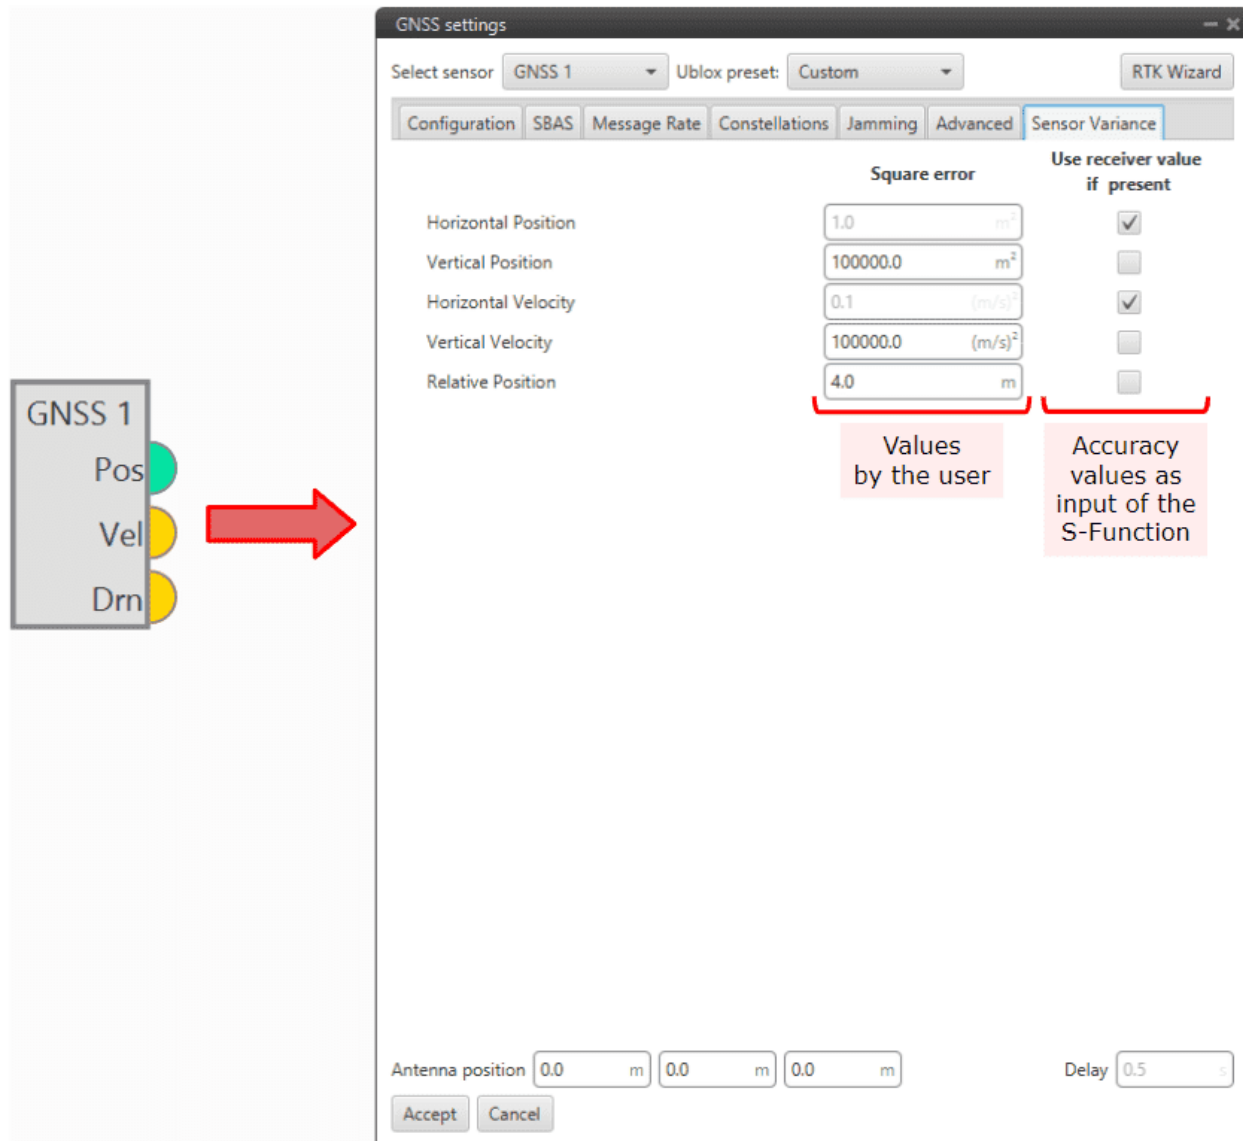 GNSS settings
Select sensor GNSS 1 Ublox preset: Custom RTK Wizard
Configuration SBAS Message Rate Constellations Jamming Advanced Sensor Variance
Square error
Use receiver value
if present
Horizontal Position 1.0 m²
Vertical Position 100000.0 m²
Horizontal Velocity 0.1 (m/s)²
Vertical Velocity 100000.0 (m/s)²
Relative Position 4.0 m
Values
by the user
Accuracy
values as
input of the
S-Function
GNSS 1
Pos
Vel
Drn
Antenna position 0.0 m 0.0 m 0.0 m Delay 0.5 s
Accept Cancel